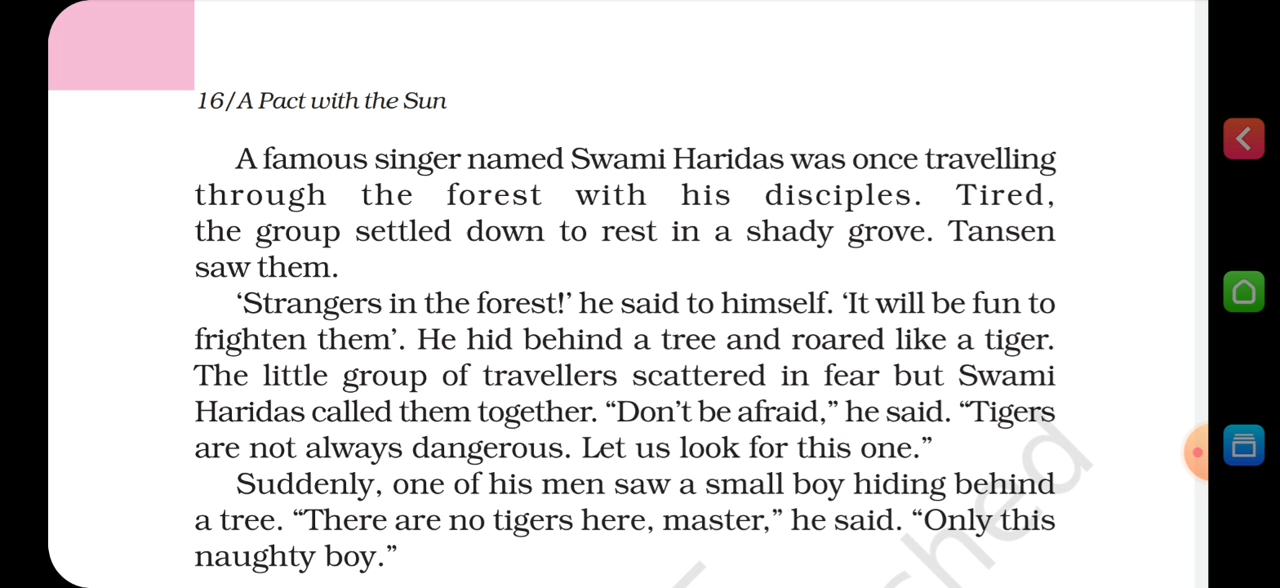 16/A Pact with the Sun
A famous singer named Swami Haridas was once travelling
through the forest with his disciples. Tired,
the group settled down to rest in a shady grove. Tansen
saw them.
‘Strangers in the forest!’ he said to himself. ‘It will be fun to
frighten them’. He hid behind a tree and roared like a tiger.
The little group of travellers scattered in fear but Swami
Haridas called them together. “Don’t be afraid,” he said. “Tigers
are not always dangerous. Let us look for this one.”
Suddenly, one of his men saw a small boy hiding behind
a tree. “There are no tigers here, master,” he said. “Only this
naughty boy.”